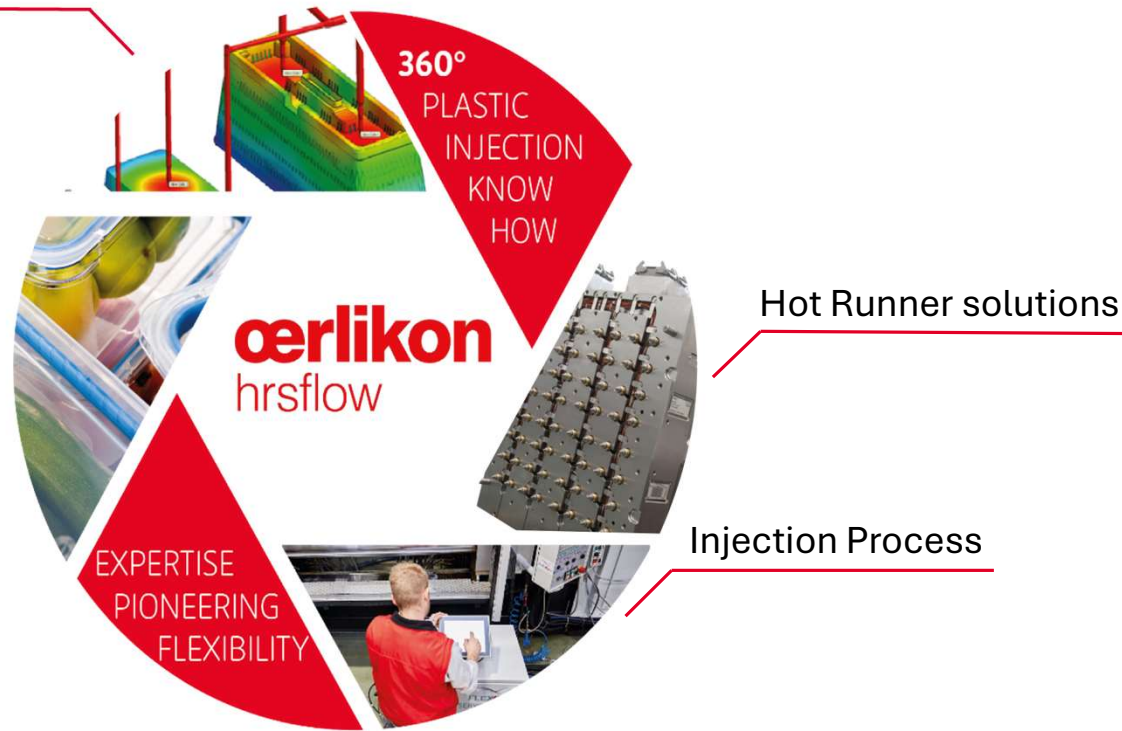 360°
PLASTIC
INJECTION
KNOW
HOW
œrlikon
hrsflow
Hot Runner solutions
Injection Process
EXPERTISE
PIONEERING
FLEXIBILITY